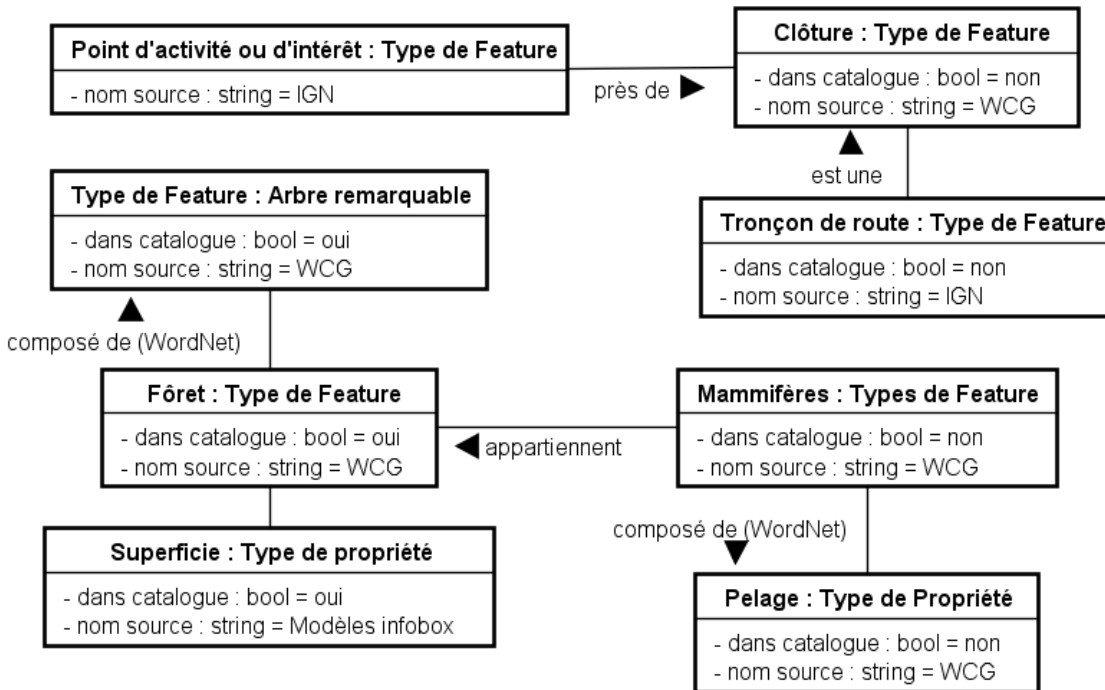 Point d'activité ou d'intérêt : Type de Feature
- nom source : string = IGN
près de
Clôture : Type de Feature
- dans catalogue : bool = non
- nom source : string = WCG
est une
Tronçon de route : Type de Feature
- dans catalogue : bool = non
- nom source : string = IGN
Type de Feature : Arbre remarquable
- dans catalogue : bool = oui
- nom source : string = WCG
composé de (WordNet)
Fôret : Type de Feature
- dans catalogue : bool = oui
- nom source : string = WCG
appartiennent
Mammifères : Types de Feature
- dans catalogue : bool = non
- nom source : string = WCG
Superficie : Type de propriété
- dans catalogue : bool = oui
- nom source : string = Modèles infobox
composé de (WordNet)
Pelage : Type de Propriété
- dans catalogue : bool = non
- nom source : string = WCG